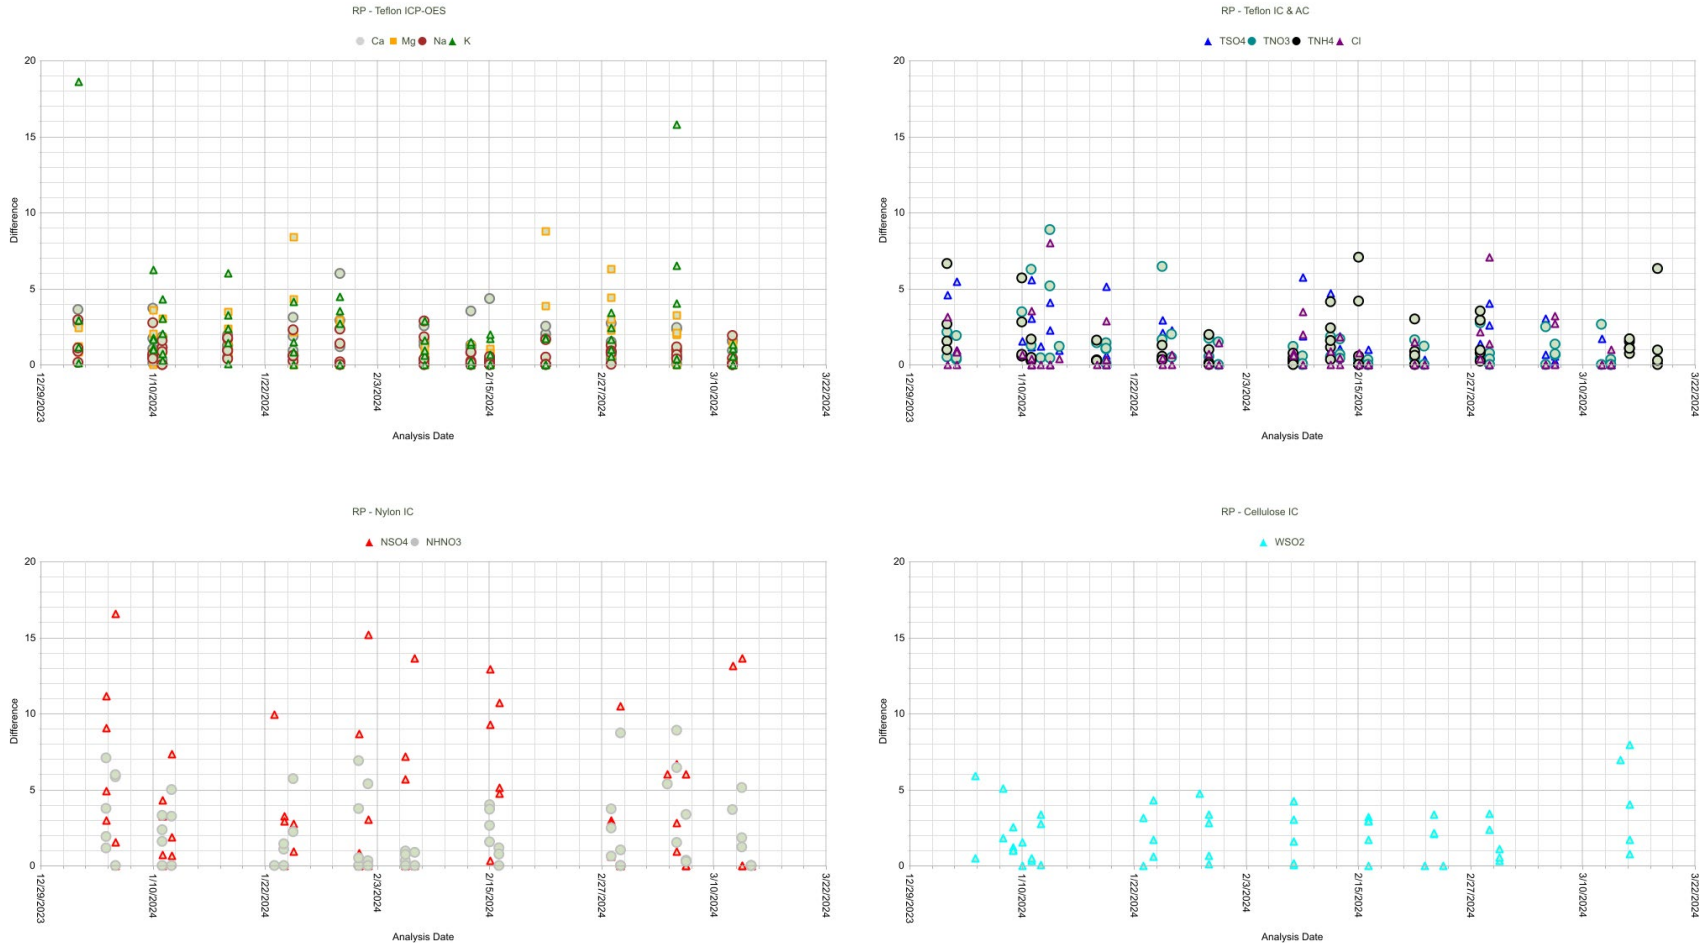 RP - Teflon ICP-OES
Ca Mg Na K
20
15
10
5
0
Difference
12/29/2023 1/10/2024 1/22/2024 2/3/2024 2/15/2024 2/27/2024 3/10/2024 3/22/2024
Analysis Date
RP - Teflon IC & AC
TSO4 TNO3 TNH4 Cl
20
15
10
5
0
Difference
12/29/2023 1/10/2024 1/22/2024 2/3/2024 2/15/2024 2/27/2024 3/10/2024 3/22/2024
Analysis Date
RP - Nylon IC
NSO4 NHNO3
20
15
10
5
0
Difference
12/29/2023 1/10/2024 1/22/2024 2/3/2024 2/15/2024 2/27/2024 3/10/2024 3/22/2024
Analysis Date
RP - Cellulose IC
WSO2
20
15
10
5
0
Difference
12/29/2023 1/10/2024 1/22/2024 2/3/2024 2/15/2024 2/27/2024 3/10/2024 3/22/2024
Analysis Date